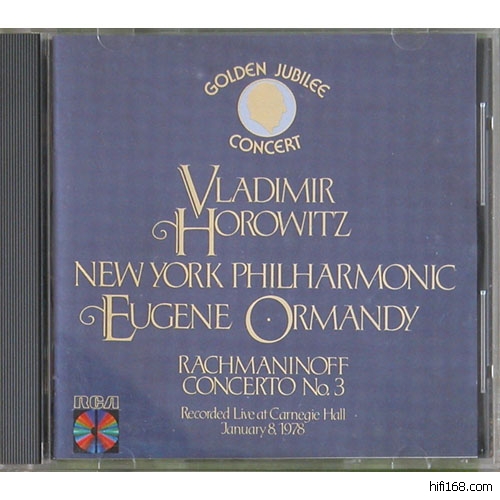 GOLDEN JUBILEE
CONCERT
VLADIMIR
HOROWITZ
NEW YORK PHILHARMONIC
EUGENE ORMANDY
RACHMANINOFF
CONCERTO No. 3
Recorded Live at Carnegie Hall
January 8, 1978
RCA
hifi168.com